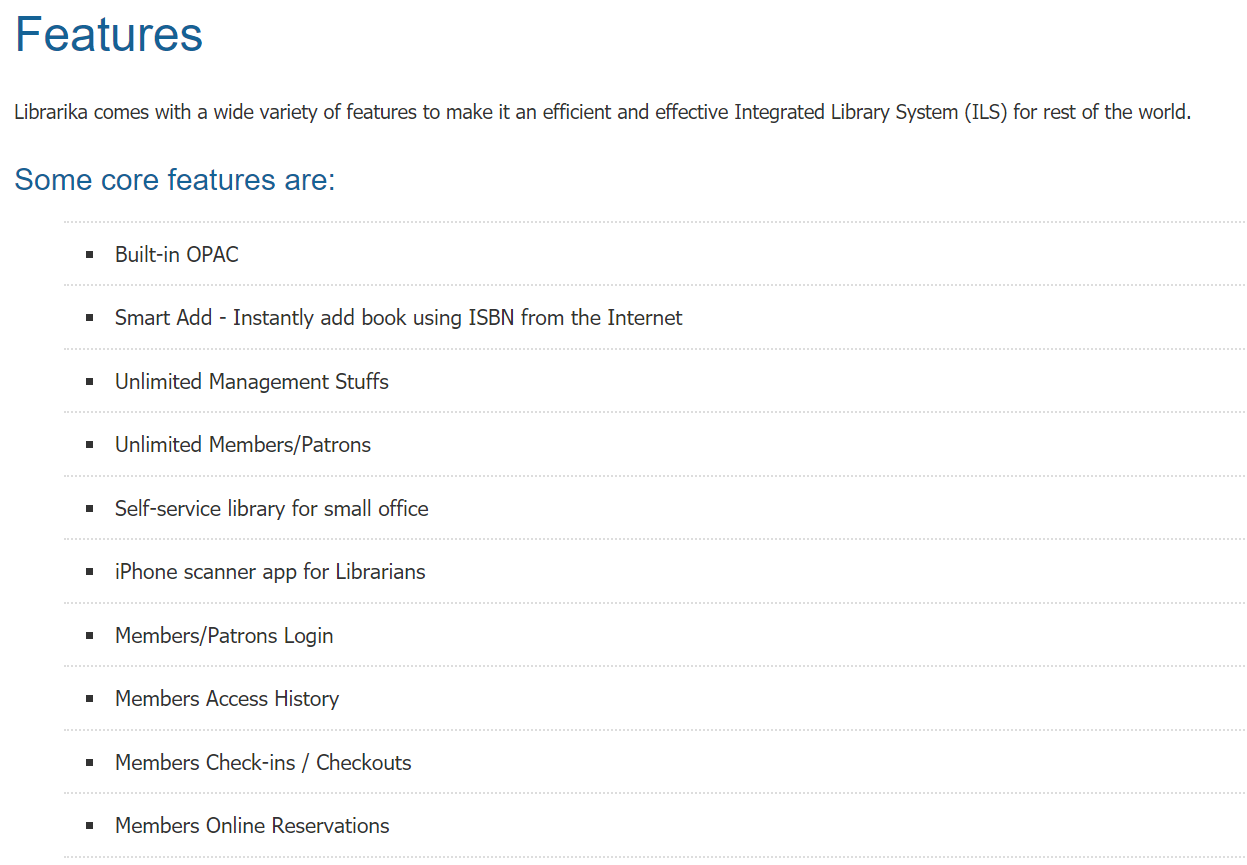 Features
Librarika comes with a wide variety of features to make it an efficient and effective Integrated Library System (ILS) for rest of the world.
Some core features are:
Built-in OPAC
Smart Add - Instantly add book using ISBN from the Internet
Unlimited Management Stuffs
Unlimited Members/Patrons
Self-service library for small office
iPhone scanner app for Librarians
Members/Patrons Login
Members Access History
Members Check-ins / Checkouts
Members Online Reservations